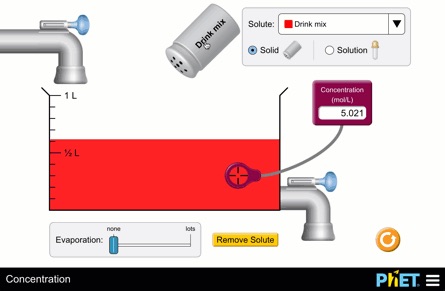 Solute:
Drink mix
Solid
Solution
Drink mix
1 L
½ L
Concentration
(mol/L)
5.021
Evaporation:
none
lots
Remove Solute
Concentration
PhET